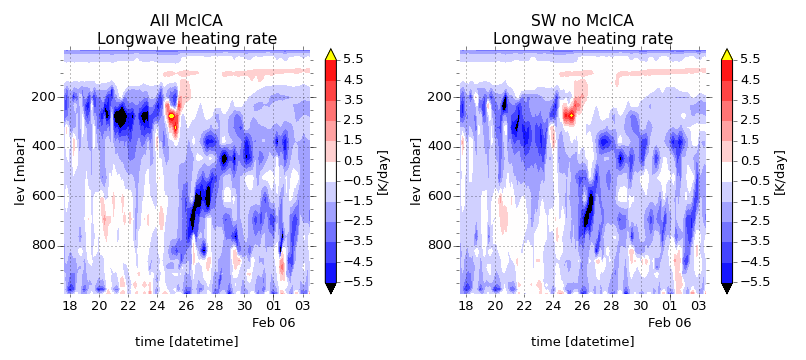 All McICA
Longwave heating rate
lev [mbar]
200
400
600
800
18 20 22 24 26 28 30 01 03
Feb 06
time [datetime]
5.5
4.5
3.5
2.5
1.5
0.5
−0.5
−1.5
−2.5
−3.5
−4.5
−5.5
[K/day]
SW no McICA
Longwave heating rate
lev [mbar]
200
400
600
800
18 20 22 24 26 28 30 01 03
Feb 06
time [datetime]
5.5
4.5
3.5
2.5
1.5
0.5
−0.5
−1.5
−2.5
−3.5
−4.5
−5.5
[K/day]